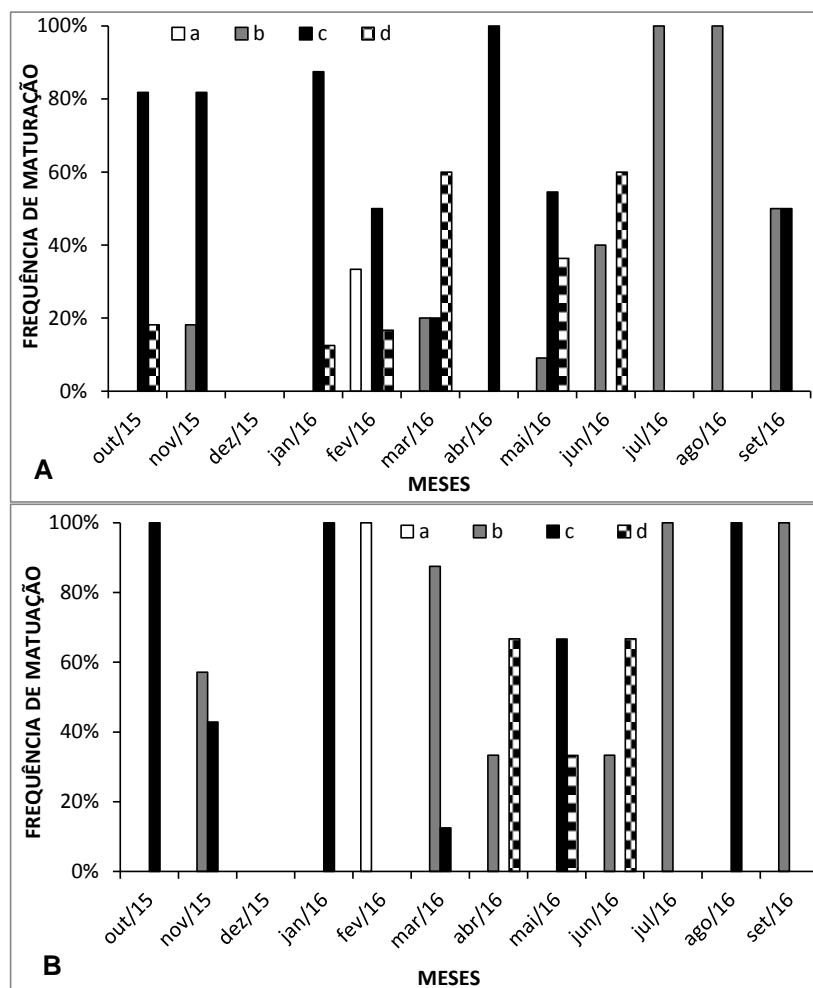 a b c d
FREQUÊNCIA DE MATURAÇÃO
100%
80%
60%
40%
20%
0%
out/15 nov/15 dez/15 jan/16 fev/16 mar/16 abr/16 mai/16 jun/16 jul/16 ago/16 set/16
A
MESES
a b c d
FREQUÊNCIA DE MATUAÇÃO
100%
80%
60%
40%
20%
0%
out/15 nov/15 dez/15 jan/16 fev/16 mar/16 abr/16 mai/16 jun/16 jul/16 ago/16 set/16
B
MESES